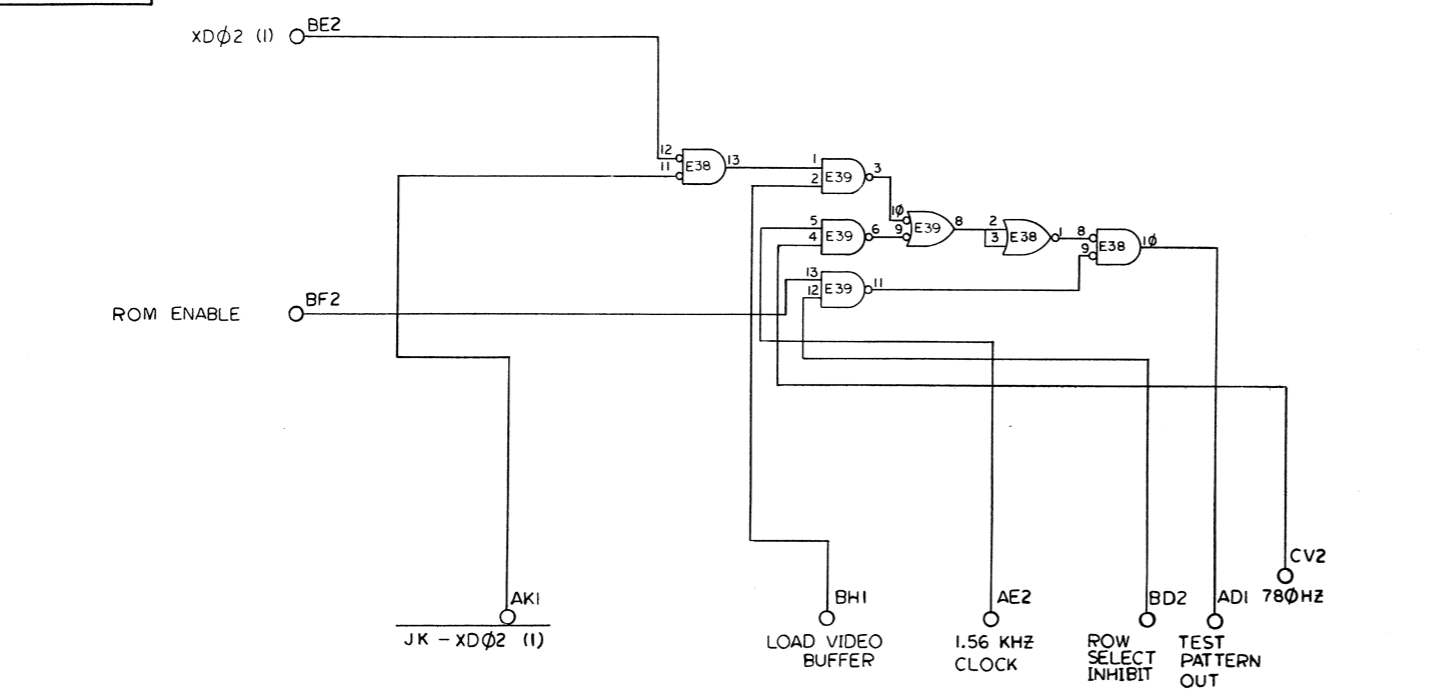 BE2
XDØ2 (1)
12
11
E38
13
1
2
E39
3
1Ø
9
E39
8
5
4
E39
6
2
3
E38
1
8
9
E38
1Ø
13
12
E39
11
BF2
ROM ENABLE
CV2
78ØHZ
AK1
JK - XDØ2 (1)
BH1
LOAD VIDEO
BUFFER
AE2
1.56 KHZ
CLOCK
BD2
ROW
SELECT
INHIBIT
AD1
TEST
PATTERN
OUT